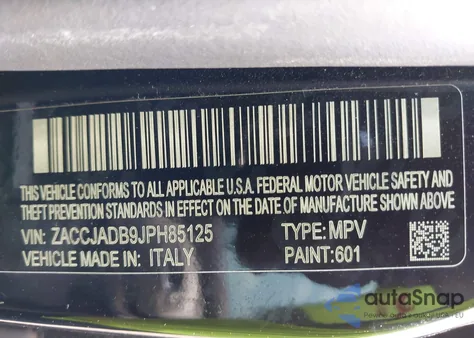 THIS VEHICLE CONFORMS TO ALL APPLICABLE U.S.A. FEDERAL MOTOR VEHICLE SAFETY AND
THEFT PREVENTION STANDARDS IN EFFECT ON THE DATE OF MANUFACTURE SHOWN ABOVE
VIN: ZACCJADB9JPH85125 TYPE: MPV
VEHICLE MADE IN: ITALY PAINT: 601
autoSnap